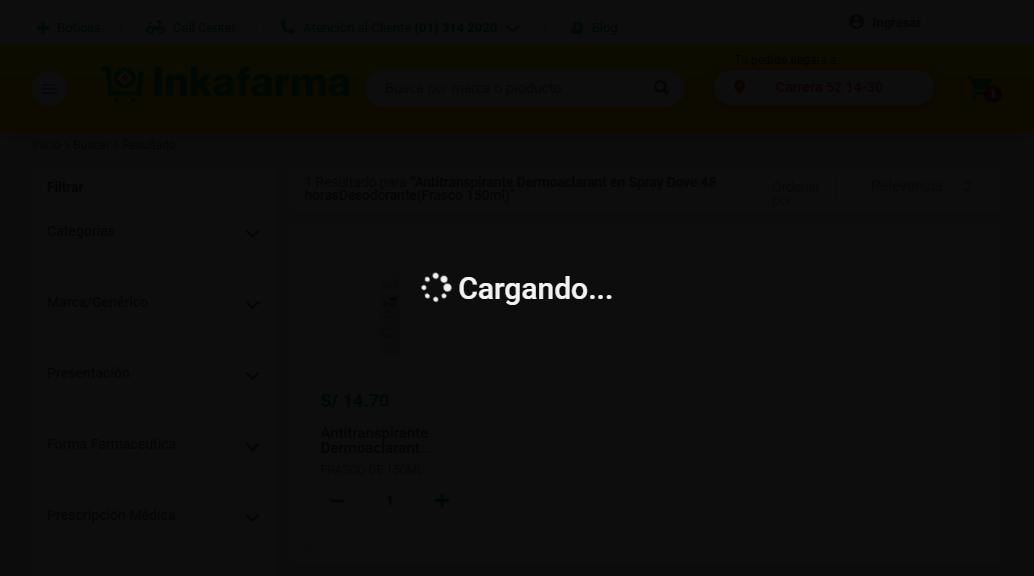 Boticas
Call Center
Atención al Cliente (01) 314 2020
Blog
Ingresar
Inkafarma
Busca por marca o producto
Tu pedido llegará a
Carrera 52 14-30
1
Inicio > Buscar > Resultado
Filtrar
Categorías
Marca/Genérico
Presentación
Forma Farmaceutica
Prescripción Médica
1 Resultado para "Antitranspirante Dermoaclarant en Spray Dove 48
horasDesodorante(Frasco 150ml)"
Ordenar
por
Relevancia
Cargando...
S/ 14.70
Antitranspirante
Dermoaclarant...
FRASCO DE 150ML
1